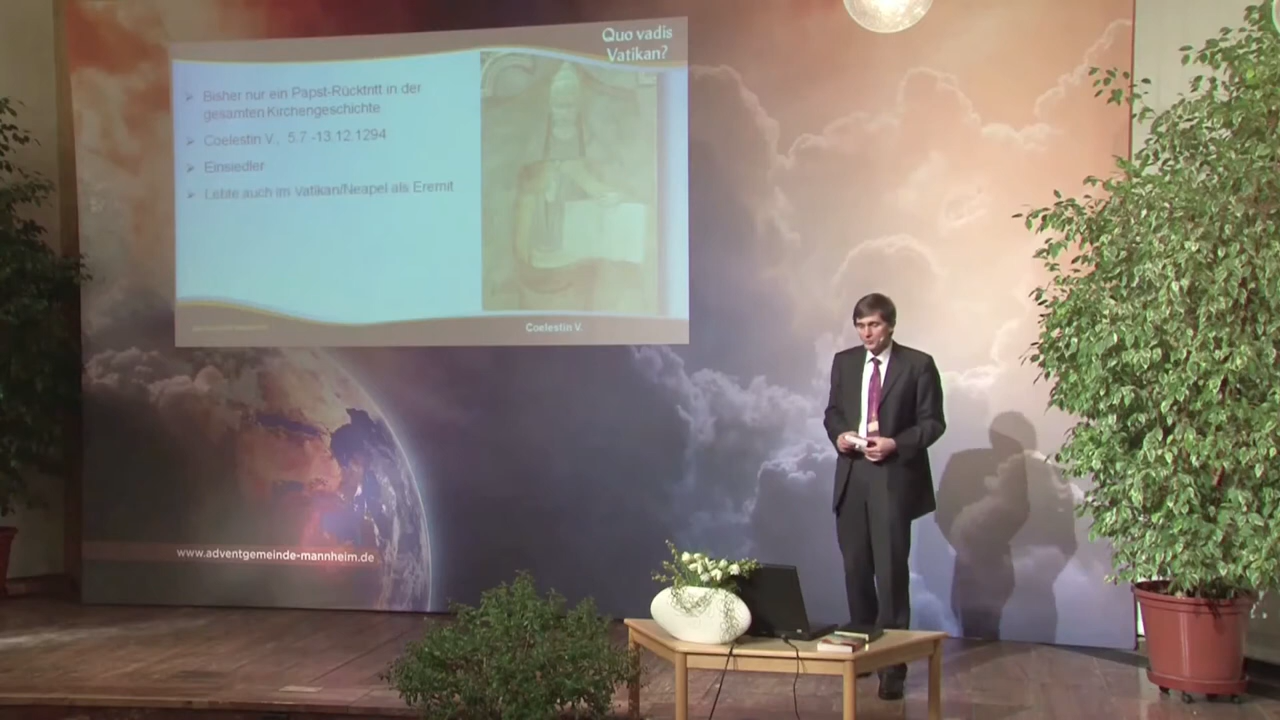 Quo vadis
Vatikan?
Bisher nur ein Papst-Rücktritt in der
gesamten Kirchengeschichte
Coelestin V., 5.7.-13.12.1294
Einsiedler
Lebte auch im Vatikan/Neapel als Eremit
Coelestin V.
www.adventgemeinde-mannheim.de